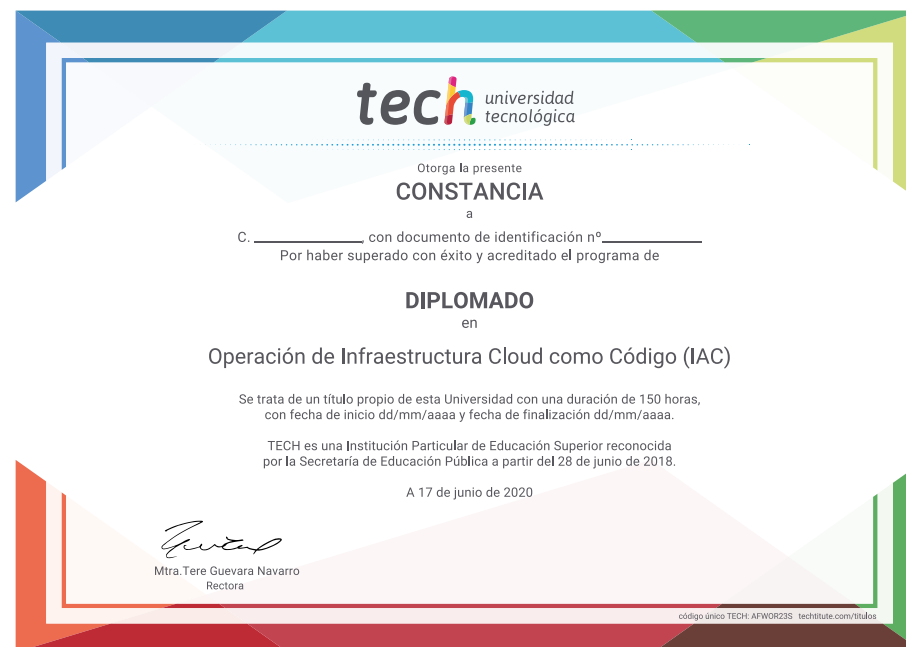 tech universidad
tecnológica
Otorga la presente
CONSTANCIA
a
C. ______________, con documento de identificación nº______________
Por haber superado con éxito y acreditado el programa de
DIPLOMADO
en
Operación de Infraestructura Cloud como Código (IAC)
Se trata de un título propio de esta Universidad con una duración de 150 horas,
con fecha de inicio dd/mm/aaaa y fecha de finalización dd/mm/aaaa.
TECH es una Institución Particular de Educación Superior reconocida
por la Secretaría de Educación Pública a partir del 28 de junio de 2018.
A 17 de junio de 2020
Mtra.Tere Guevara Navarro
Rectora
código único TECH: AFWOR23S techtitute.com/titulos